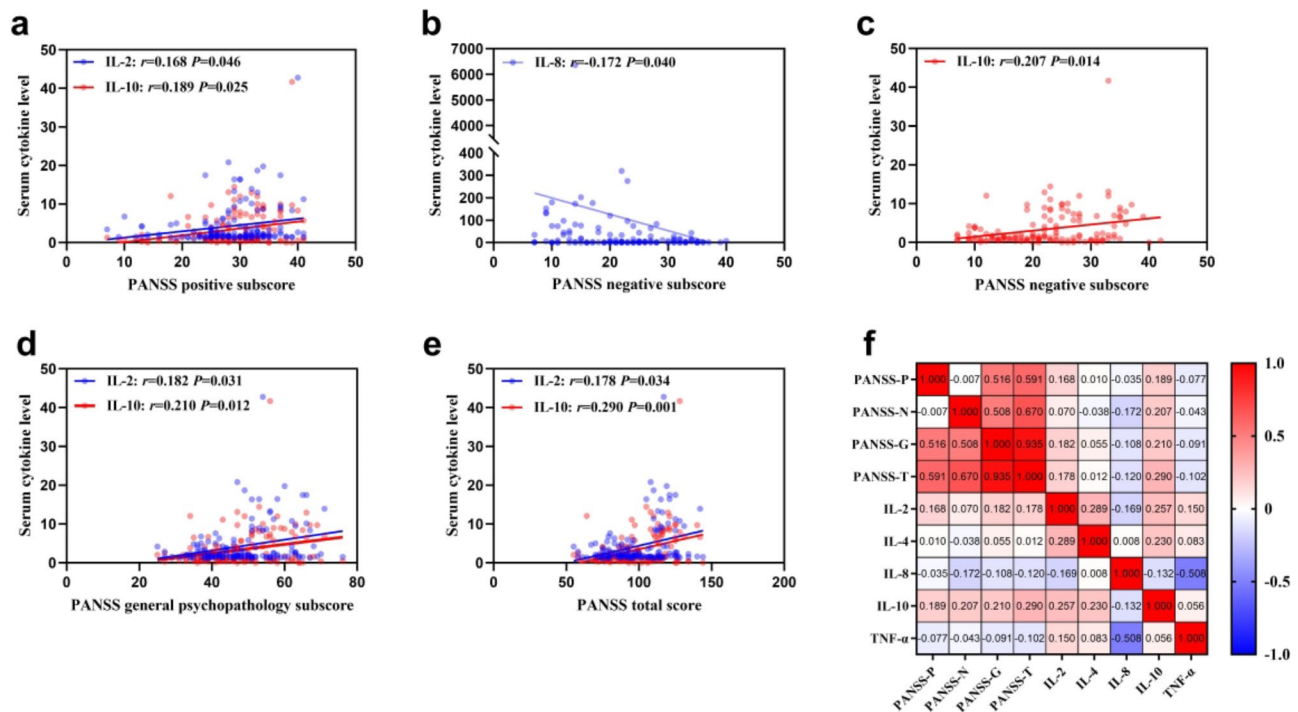 a
IL-2: r=0.168 P=0.046
IL-10: r=0.189 P=0.025
Serum cytokine level
50
40
30
20
10
0
0 10 20 30 40 50
PANSS positive subscore
b
IL-8: r=-0.172 P=0.040
Serum cytokine level
7000
6000
5000
4000
3000
400
300
200
100
0
0 10 20 30 40 50
PANSS negative subscore
c
IL-10: r=0.207 P=0.014
Serum cytokine level
50
40
30
20
10
0
0 10 20 30 40 50
PANSS negative subscore
d
IL-2: r=0.182 P=0.031
IL-10: r=0.210 P=0.012
Serum cytokine level
50
40
30
20
10
0
0 20 40 60 80
PANSS general psychopathology subscore
e
IL-2: r=0.178 P=0.034
IL-10: r=0.290 P=0.001
Serum cytokine level
50
40
30
20
10
0
0 50 100 150 200
PANSS total score
f
PANSS-P 1.000 -0.007 0.516 0.591 0.168 0.010 -0.035 0.189 -0.077
PANSS-N -0.007 1.000 0.508 0.670 0.070 -0.038 -0.172 0.207 -0.043
PANSS-G 0.516 0.508 1.000 0.935 0.182 0.055 -0.108 0.210 -0.091
PANSS-T 0.591 0.670 0.935 1.000 0.178 0.012 -0.120 0.290 -0.102
IL-2 0.168 0.070 0.182 0.178 1.000 0.289 -0.169 0.257 0.150
IL-4 0.010 -0.038 0.055 0.012 0.289 1.000 0.008 0.230 0.083
IL-8 -0.035 -0.172 -0.108 -0.120 -0.169 0.008 1.000 -0.132 -0.508
IL-10 0.189 0.207 0.210 0.290 0.257 0.230 -0.132 1.000 0.056
TNF-α -0.077 -0.043 -0.091 -0.102 0.150 0.083 -0.508 0.056 1.000
PANSS-P PANSS-N PANSS-G PANSS-T IL-2 IL-4 IL-8 IL-10 TNF-α
1.0
0.5
0
-0.5
-1.0